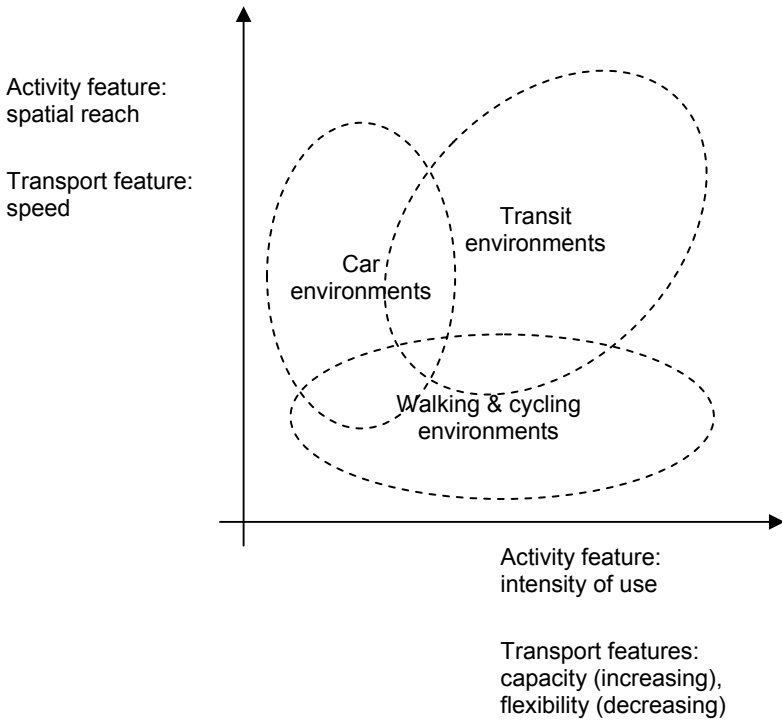 Activity feature:
spatial reach
Transport feature:
speed
Transit
environments
Car
environments
Walking & cycling
environments
Activity feature:
intensity of use
Transport features:
capacity (increasing),
flexibility (decreasing)